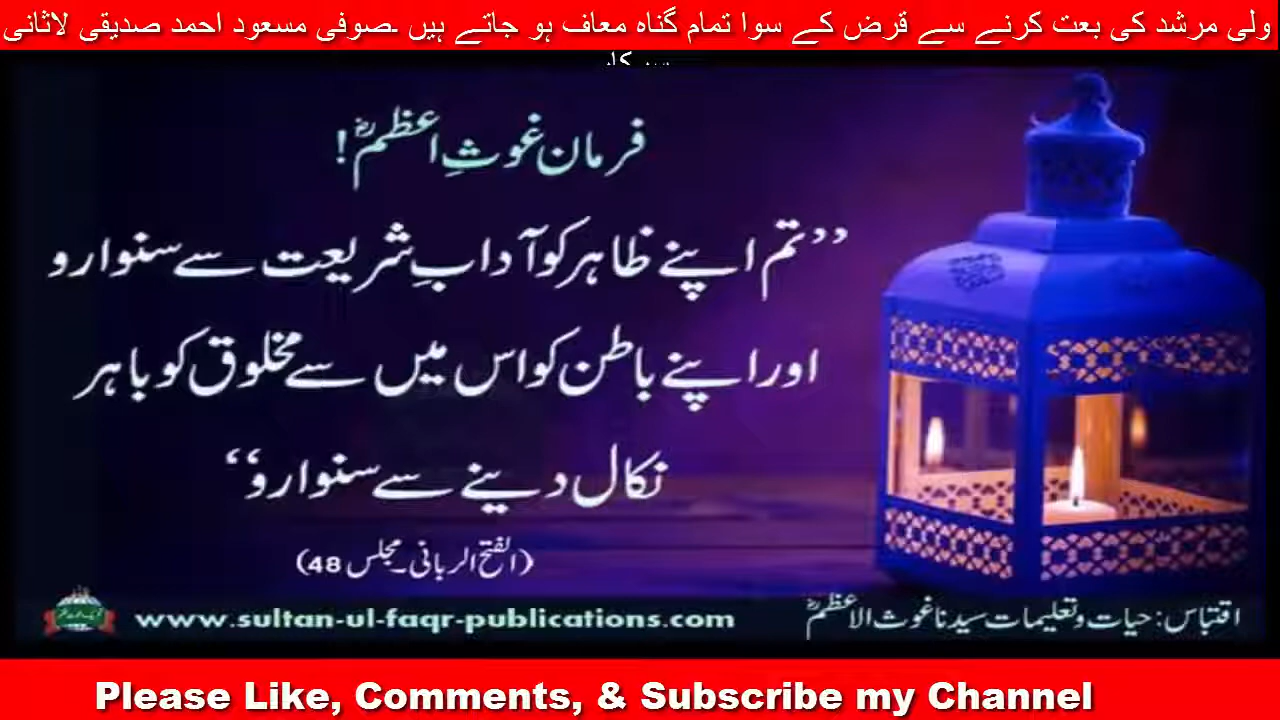 ولی مرشد کی بعت کرنے سے قرض کے سوا تمام گناہ معاف ہو جاتے ہیں ۔صوفی مسعود احمد صدیقی لاثانی
فرمان غوثِ اعظمؓ!
’’تم اپنے ظاہر کو آدابِ شریعت سے سنوارو
اور اپنے باطن کو اس میں سے مخلوق کو باہر
نکال دینے سے سنوارو‘‘
(الفتح الربانی۔ مجلس 48)
www.sultan-ul-faqr-publications.com
اقتباس: حیات و تعلیمات سیدنا غوث الاعظمؓ
Please Like, Comments, & Subscribe my Channel